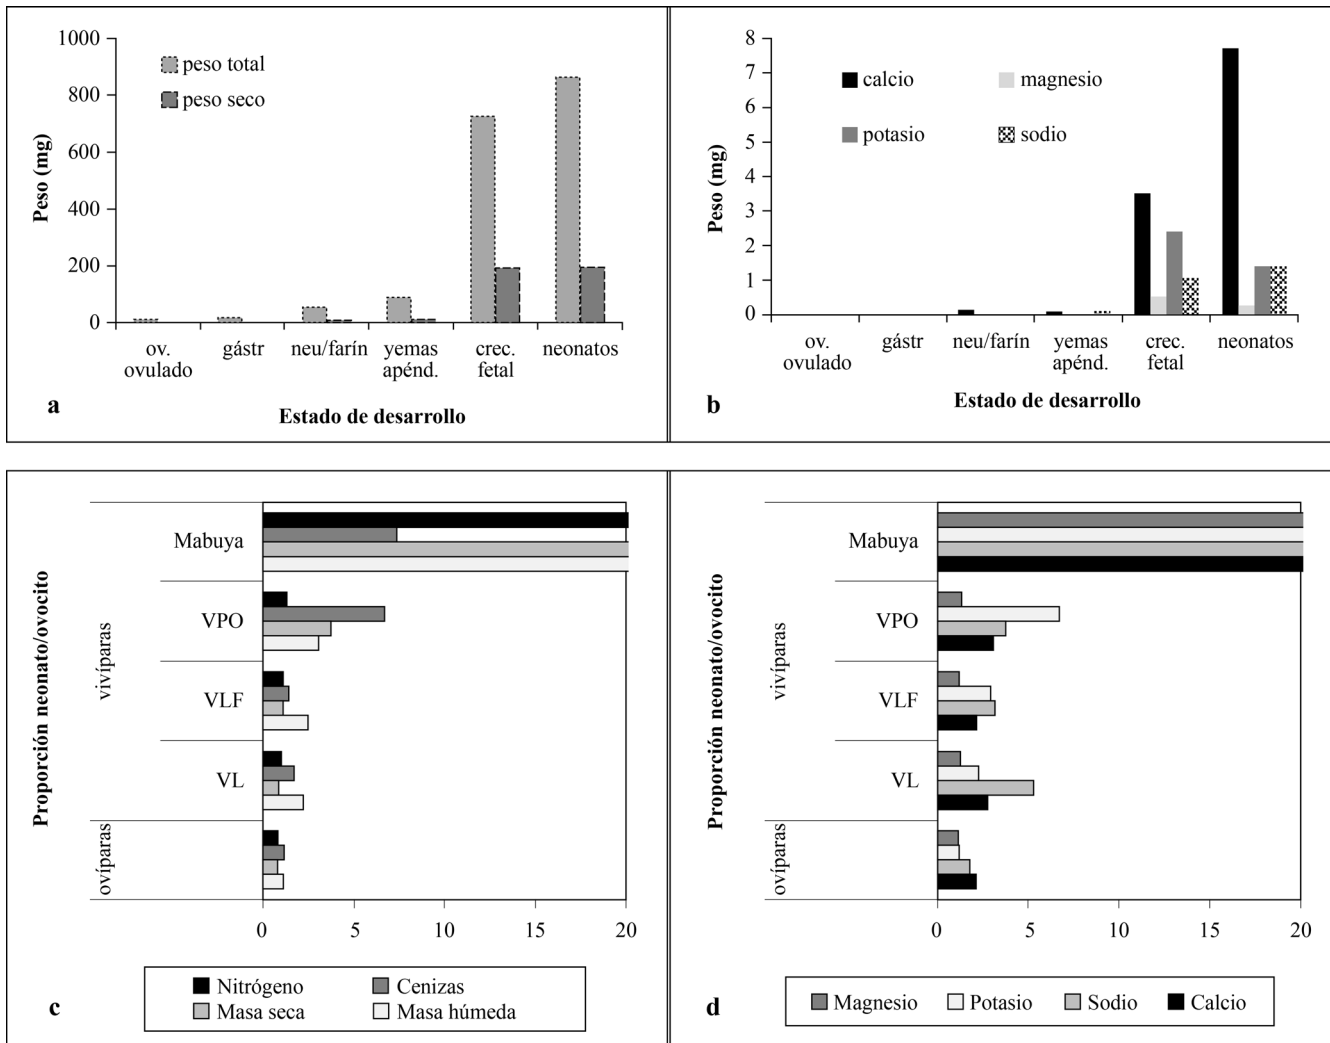 1000
800
600
400
200
0
peso total
peso seco
Peso (mg)
ov. ovulado
gástr
neu/farín
yemas apénd.
crec. fetal
neonatos
a
Estado de desarrollo
8
7
6
5
4
3
2
1
0
calcio
magnesio
potasio
sodio
Peso (mg)
ov. ovulado
gástr
neu/farín
yemas apénd.
crec. fetal
neonatos
b
Estado de desarrollo
Proporción neonato/ovocito
vivíparas
ovíparas
Mabuya
VPO
VLF
VL
0
5
10
15
20
Nitrógeno
Cenizas
Masa seca
Masa húmeda
c
Proporción neonato/ovocito
vivíparas
ovíparas
Mabuya
VPO
VLF
VL
0
5
10
15
20
Magnesio
Potasio
Sodio
Calcio
d